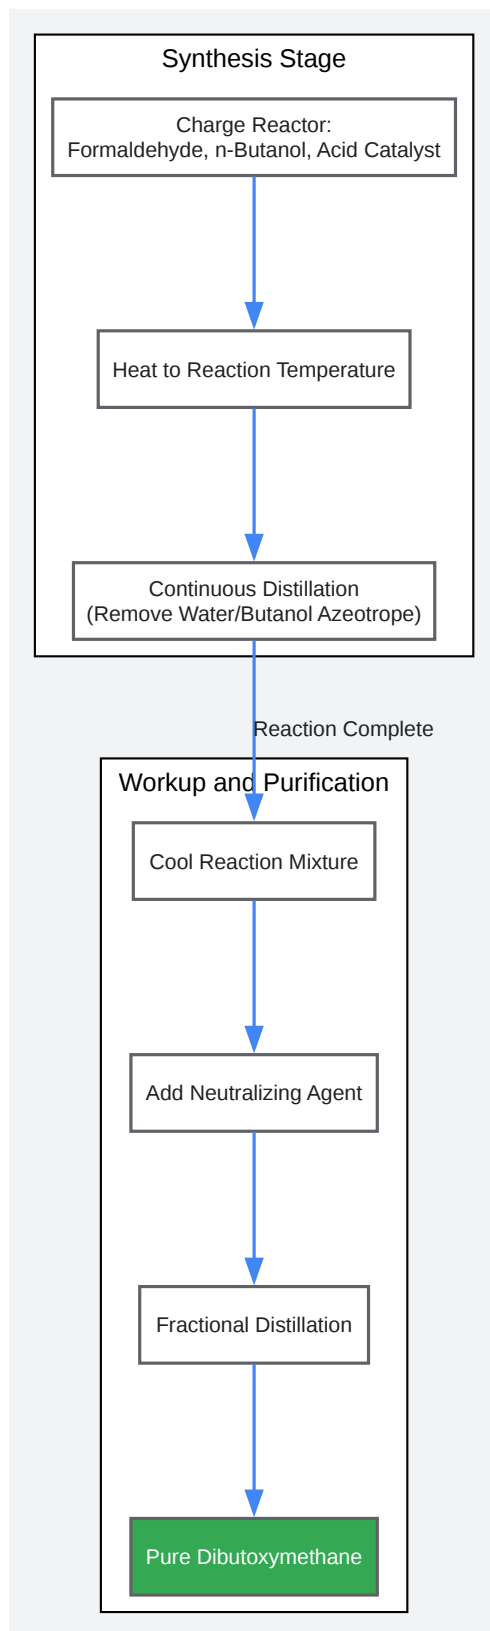 Synthesis Stage
Charge Reactor:
Formaldehyde, n-Butanol, Acid Catalyst
Heat to Reaction Temperature
Continuous Distillation
(Remove Water/Butanol Azeotrope)
Reaction Complete
Workup and Purification
Cool Reaction Mixture
Add Neutralizing Agent
Fractional Distillation
Pure Dibutoxymethane